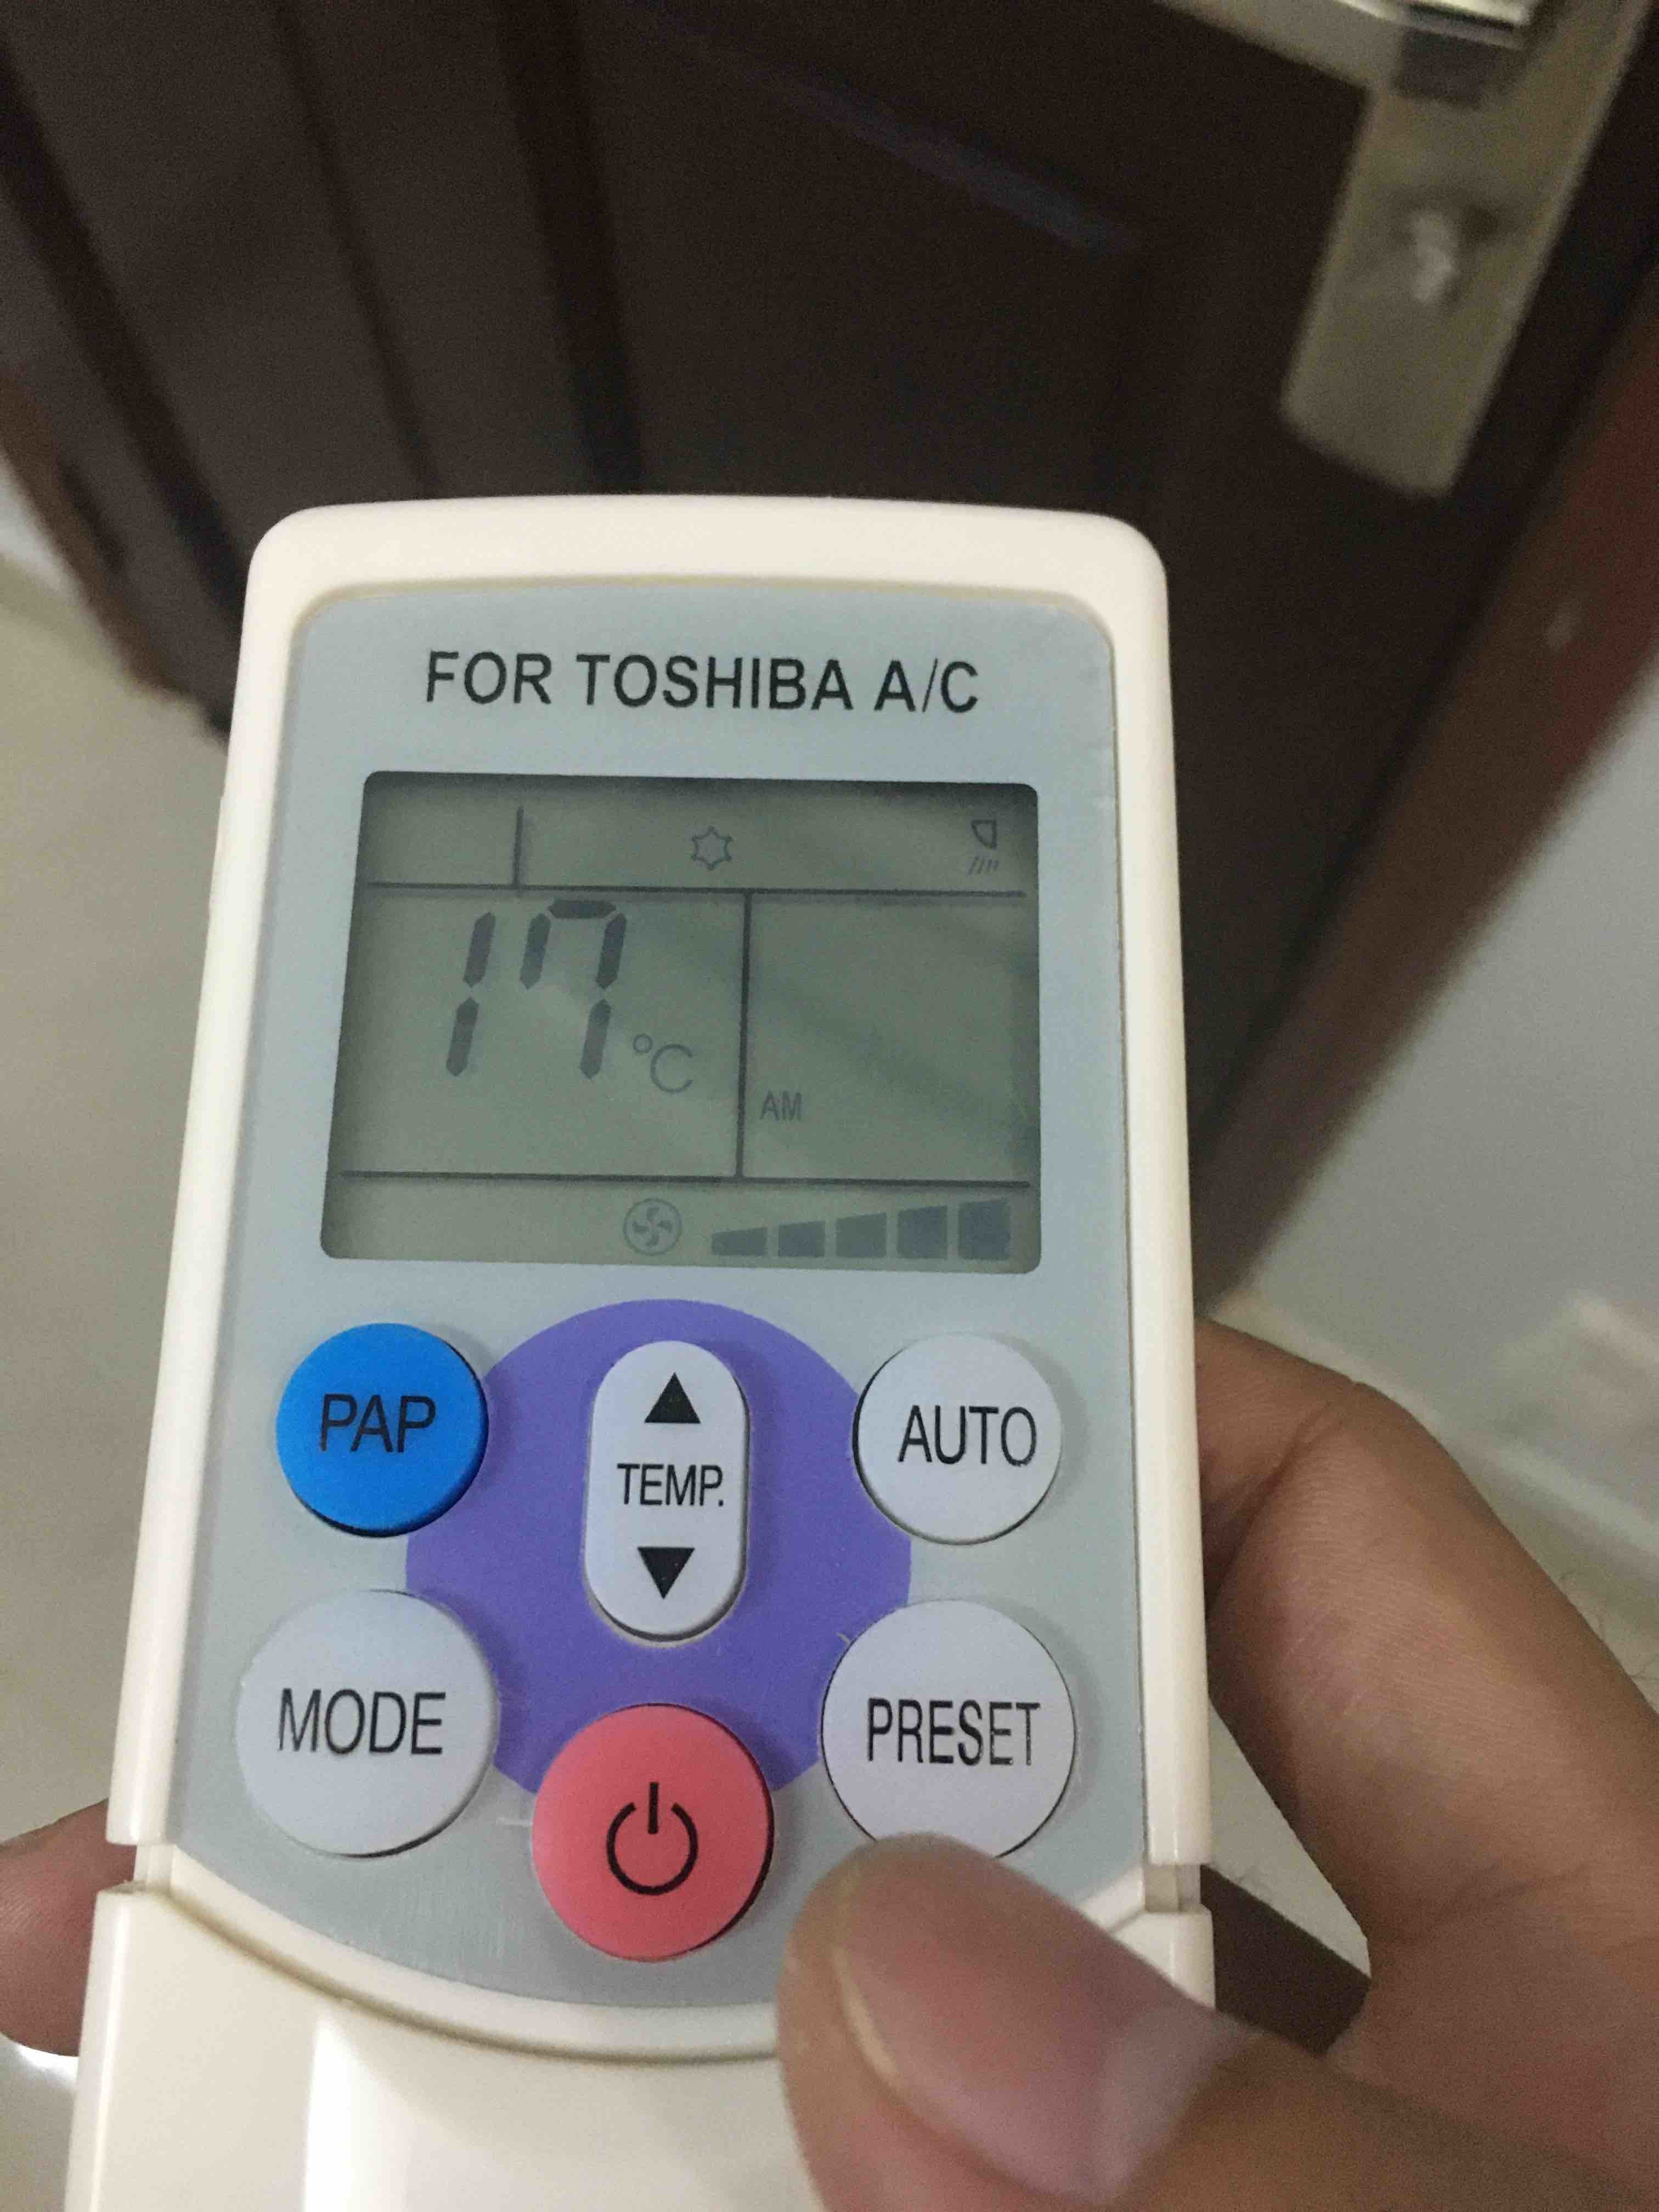 FOR TOSHIBA A/C
17°C
AM
PAP
TEMP.
AUTO
MODE
PRESET